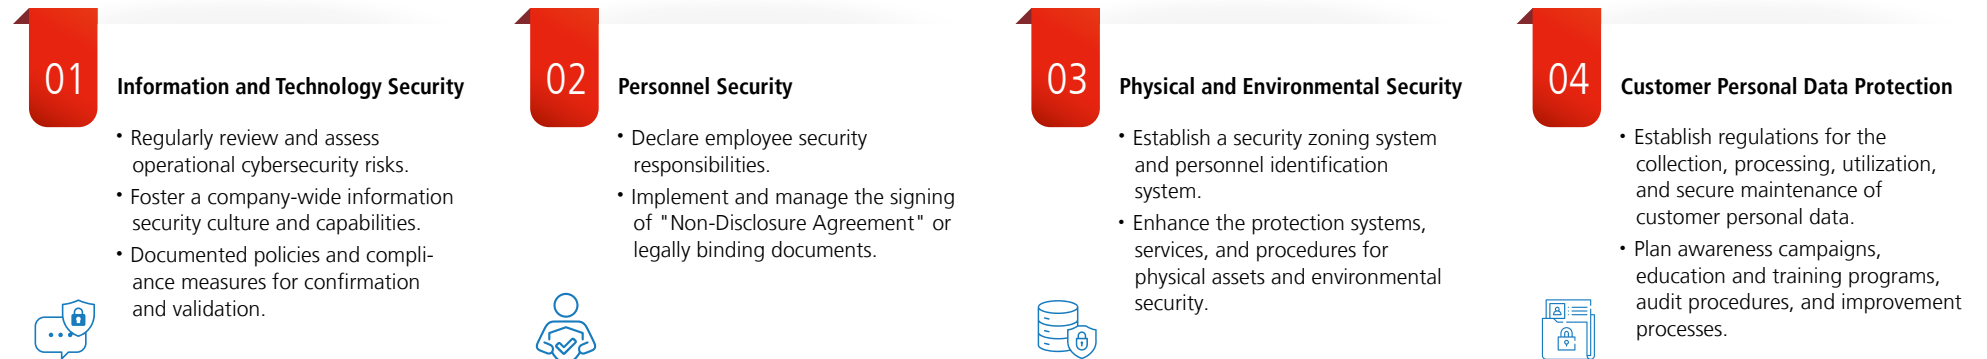 01
Information and Technology Security
• Regularly review and assess
operational cybersecurity risks.
• Foster a company-wide information
security culture and capabilities.
• Documented policies and compli-
ance measures for confirmation
and validation.
02
Personnel Security
• Declare employee security
responsibilities.
• Implement and manage the signing
of "Non-Disclosure Agreement" or
legally binding documents.
03
Physical and Environmental Security
• Establish a security zoning system
and personnel identification
system.
• Enhance the protection systems,
services, and procedures for
physical assets and environmental
security.
04
Customer Personal Data Protection
• Establish regulations for the
collection, processing, utilization,
and secure maintenance of
customer personal data.
• Plan awareness campaigns,
education and training programs,
audit procedures, and improvement
processes.